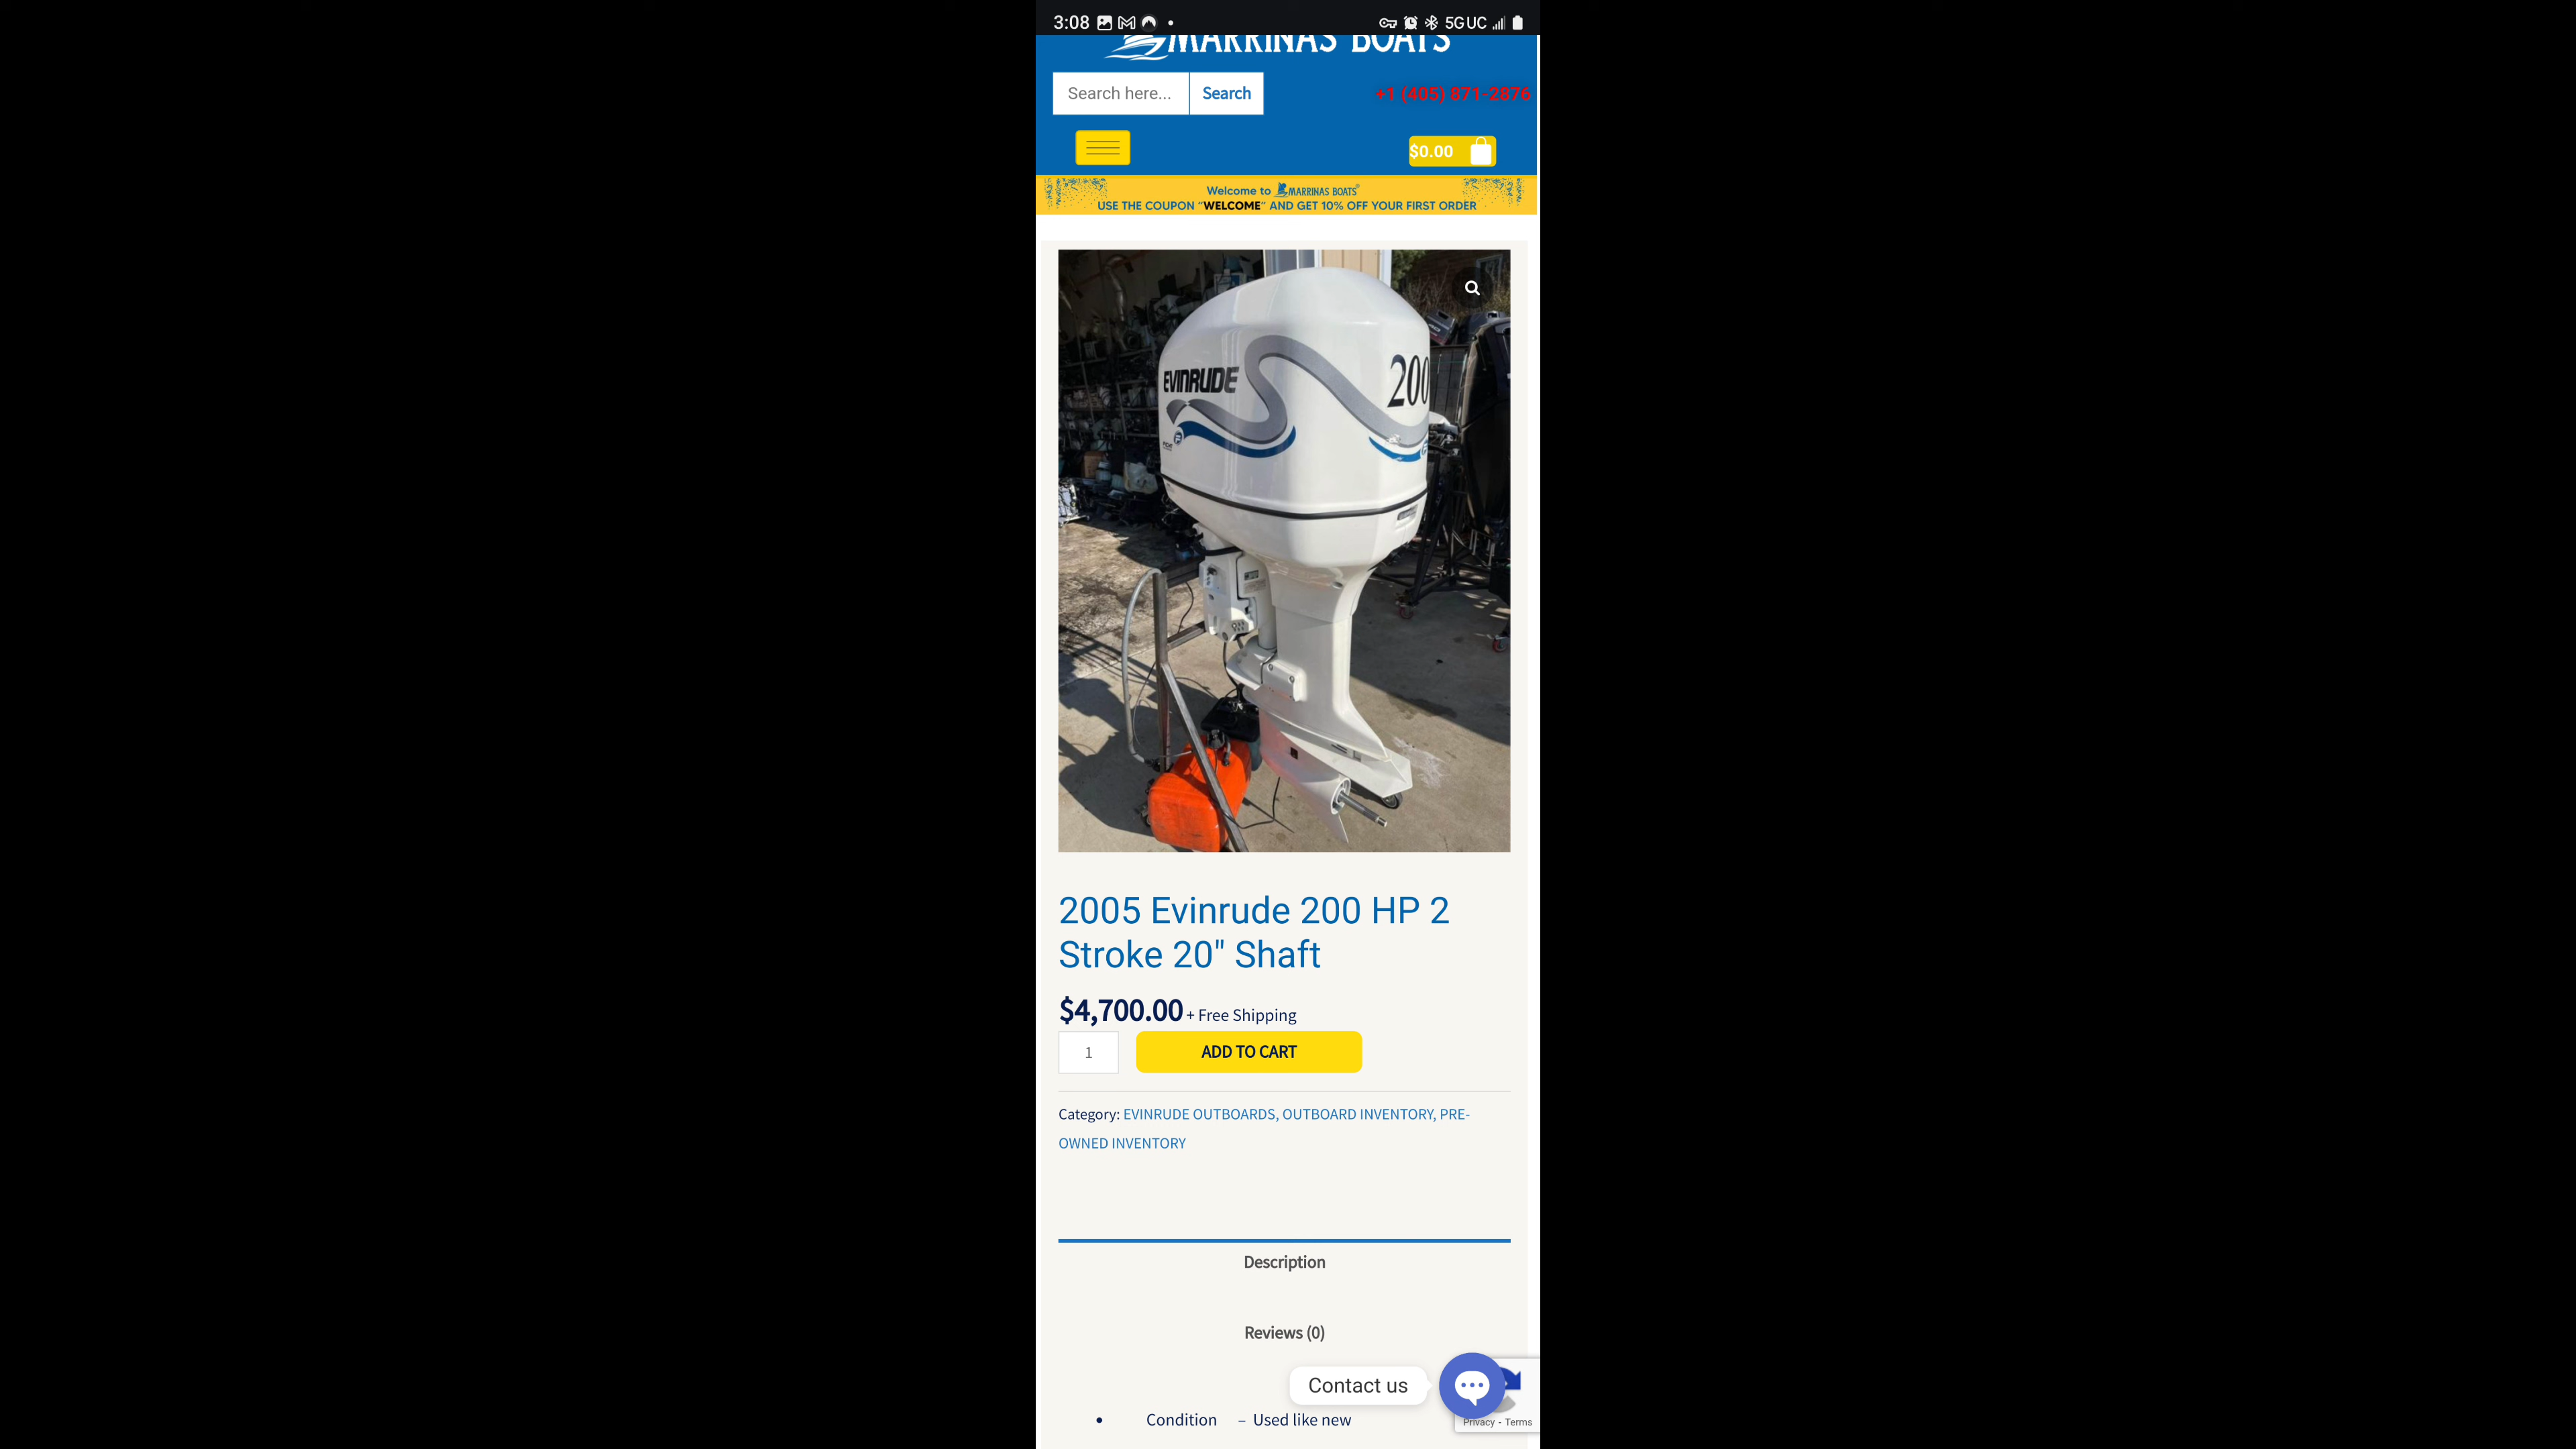 3:08
5G UC
MARRINAS BOATS
Search here...
Search
+1 (405) 871-2876
$0.00
Welcome to MARRINAS BOATS
USE THE COUPON "WELCOME" AND GET 10% OFF YOUR FIRST ORDER
EVINRUDE
200
2005 Evinrude 200 HP 2
Stroke 20" Shaft
$4,700.00 + Free Shipping
1
ADD TO CART
Category: EVINRUDE OUTBOARDS, OUTBOARD INVENTORY, PRE-
OWNED INVENTORY
Description
Reviews (0)
Contact us
• Condition – Used like new
Privacy - Terms